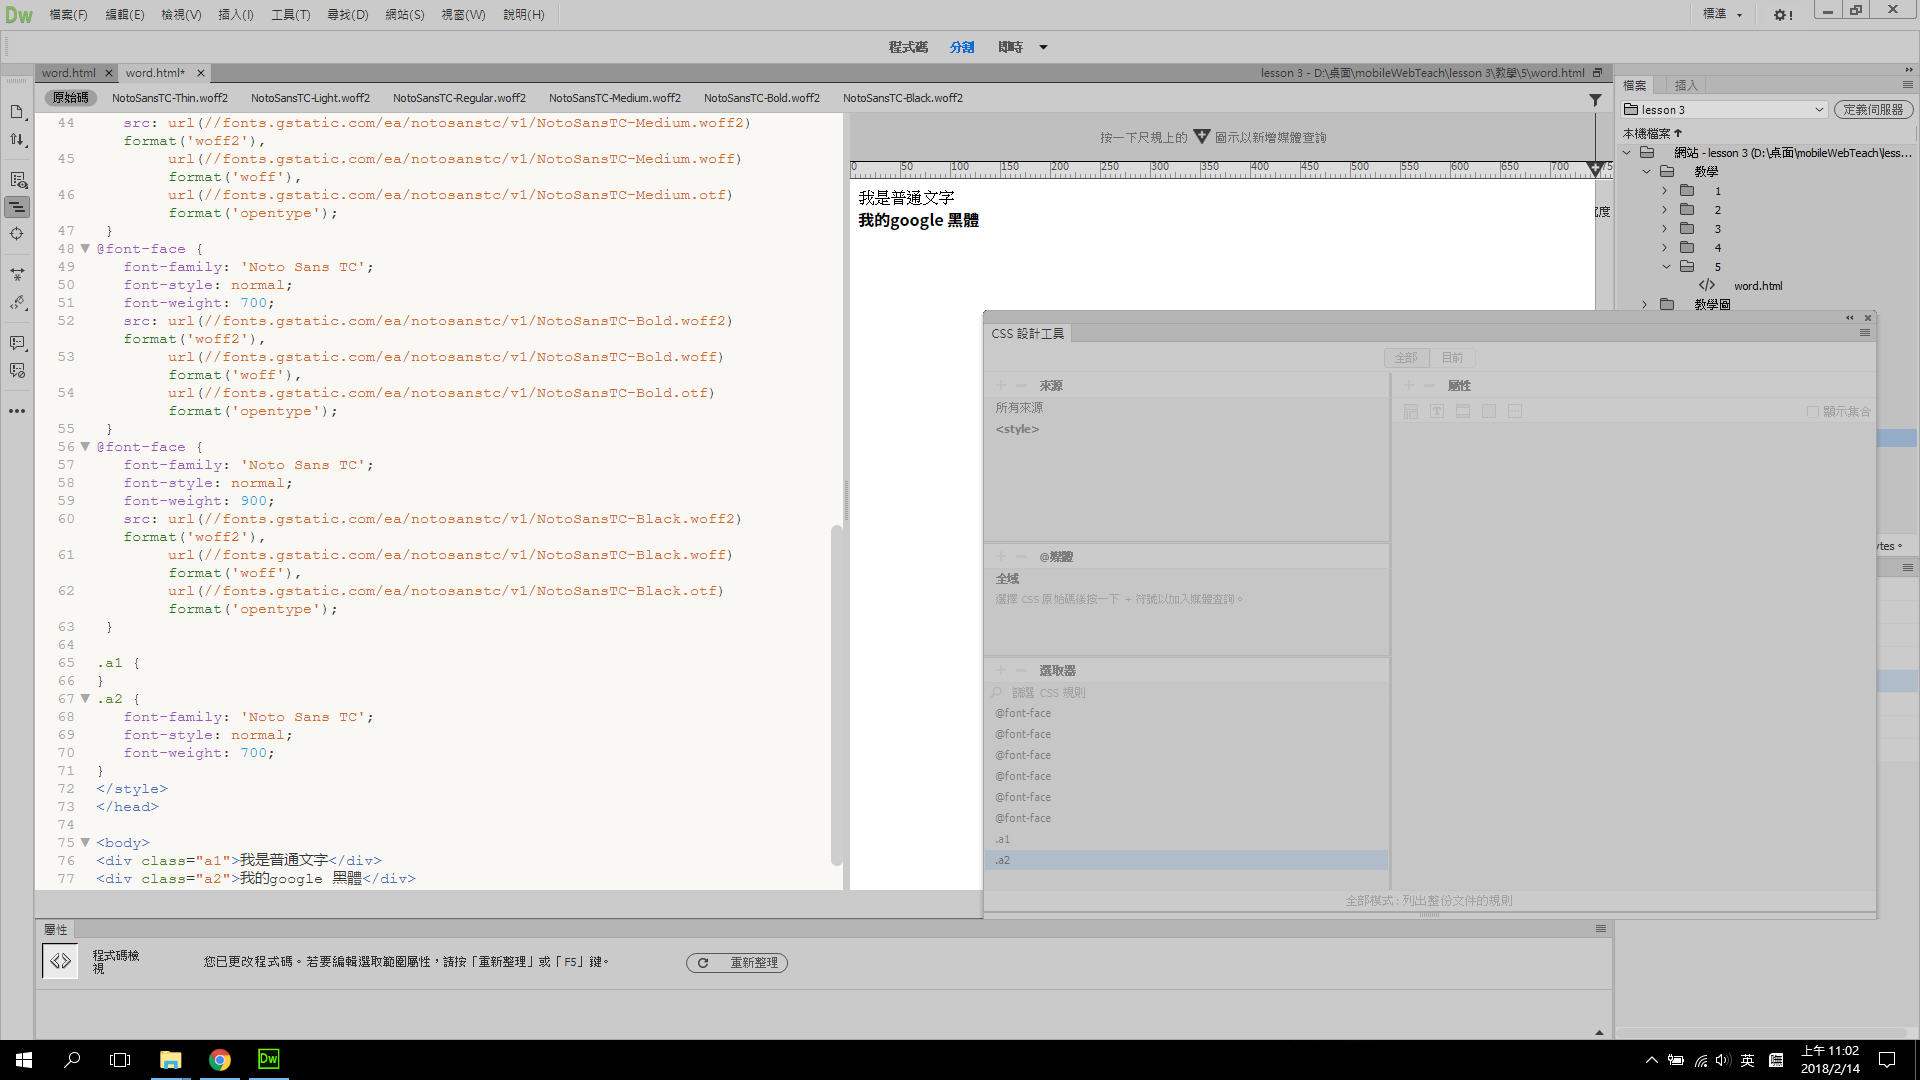 Dw 檔案(F) 編輯(E) 檢視(V) 插入(I) 工具(T) 尋找(D) 網站(S) 視窗(W) 說明(H) 標準
程式碼 分割 即時
word.html × word.html* × lesson 3 - D:\桌面\mobileWebTeach\lesson 3\教學\5\word.html
原始碼 NotoSansTC-Thin.woff2 NotoSansTC-Light.woff2 NotoSansTC-Regular.woff2 NotoSansTC-Medium.woff2 NotoSansTC-Bold.woff2 NotoSansTC-Black.woff2
44 src: url(//fonts.gstatic.com/ea/notosanstc/v1/NotoSansTC-Medium.woff2)
format('woff2'),
45 url(//fonts.gstatic.com/ea/notosanstc/v1/NotoSansTC-Medium.woff)
format('woff'),
46 url(//fonts.gstatic.com/ea/notosanstc/v1/NotoSansTC-Medium.otf)
format('opentype');
47 }
48 @font-face {
49 font-family: 'Noto Sans TC';
50 font-style: normal;
51 font-weight: 700;
52 src: url(//fonts.gstatic.com/ea/notosanstc/v1/NotoSansTC-Bold.woff2)
format('woff2'),
53 url(//fonts.gstatic.com/ea/notosanstc/v1/NotoSansTC-Bold.woff)
format('woff'),
54 url(//fonts.gstatic.com/ea/notosanstc/v1/NotoSansTC-Bold.otf)
format('opentype');
55 }
56 @font-face {
57 font-family: 'Noto Sans TC';
58 font-style: normal;
59 font-weight: 900;
60 src: url(//fonts.gstatic.com/ea/notosanstc/v1/NotoSansTC-Black.woff2)
format('woff2'),
61 url(//fonts.gstatic.com/ea/notosanstc/v1/NotoSansTC-Black.woff)
format('woff'),
62 url(//fonts.gstatic.com/ea/notosanstc/v1/NotoSansTC-Black.otf)
format('opentype');
63 }
64
65 .a1 {
66 }
67 .a2 {
68 font-family: 'Noto Sans TC';
69 font-style: normal;
70 font-weight: 700;
71 }
72 </style>
73 </head>
74
75 <body>
76 <div class="a1">我是普通文字</div>
77 <div class="a2">我的google 黑體</div>
按一下尺規上的 圖示以新增媒體查詢
0 50 100 150 200 250 300 350 400 450 500 550 600 650 700 75
我是普通文字
我的google 黑體
度
CSS 設計工具
全部 目前
+ − 來源
所有來源
<style>
+ − @媒體
全域
選擇 CSS 原始碼後按一下 + 符號以加入媒體查詢。
+ − 選取器
篩選 CSS 規則
@font-face
@font-face
@font-face
@font-face
@font-face
@font-face
.a1
.a2
+ − 屬性
顯示集合
全部模式 : 列出整份文件的規則
檔案 插入
lesson 3 定義伺服器
本機檔案
網站 - lesson 3 (D:\桌面\mobileWebTeach\less...
教學
1
2
3
4
5
word.html
教學圖
ytes。
屬性
程式碼檢
視
您已更改程式碼。若要編輯選取範圍屬性，請按「重新整理」或「F5」鍵。
重新整理
Dw
英
上午 11:02
2018/2/14